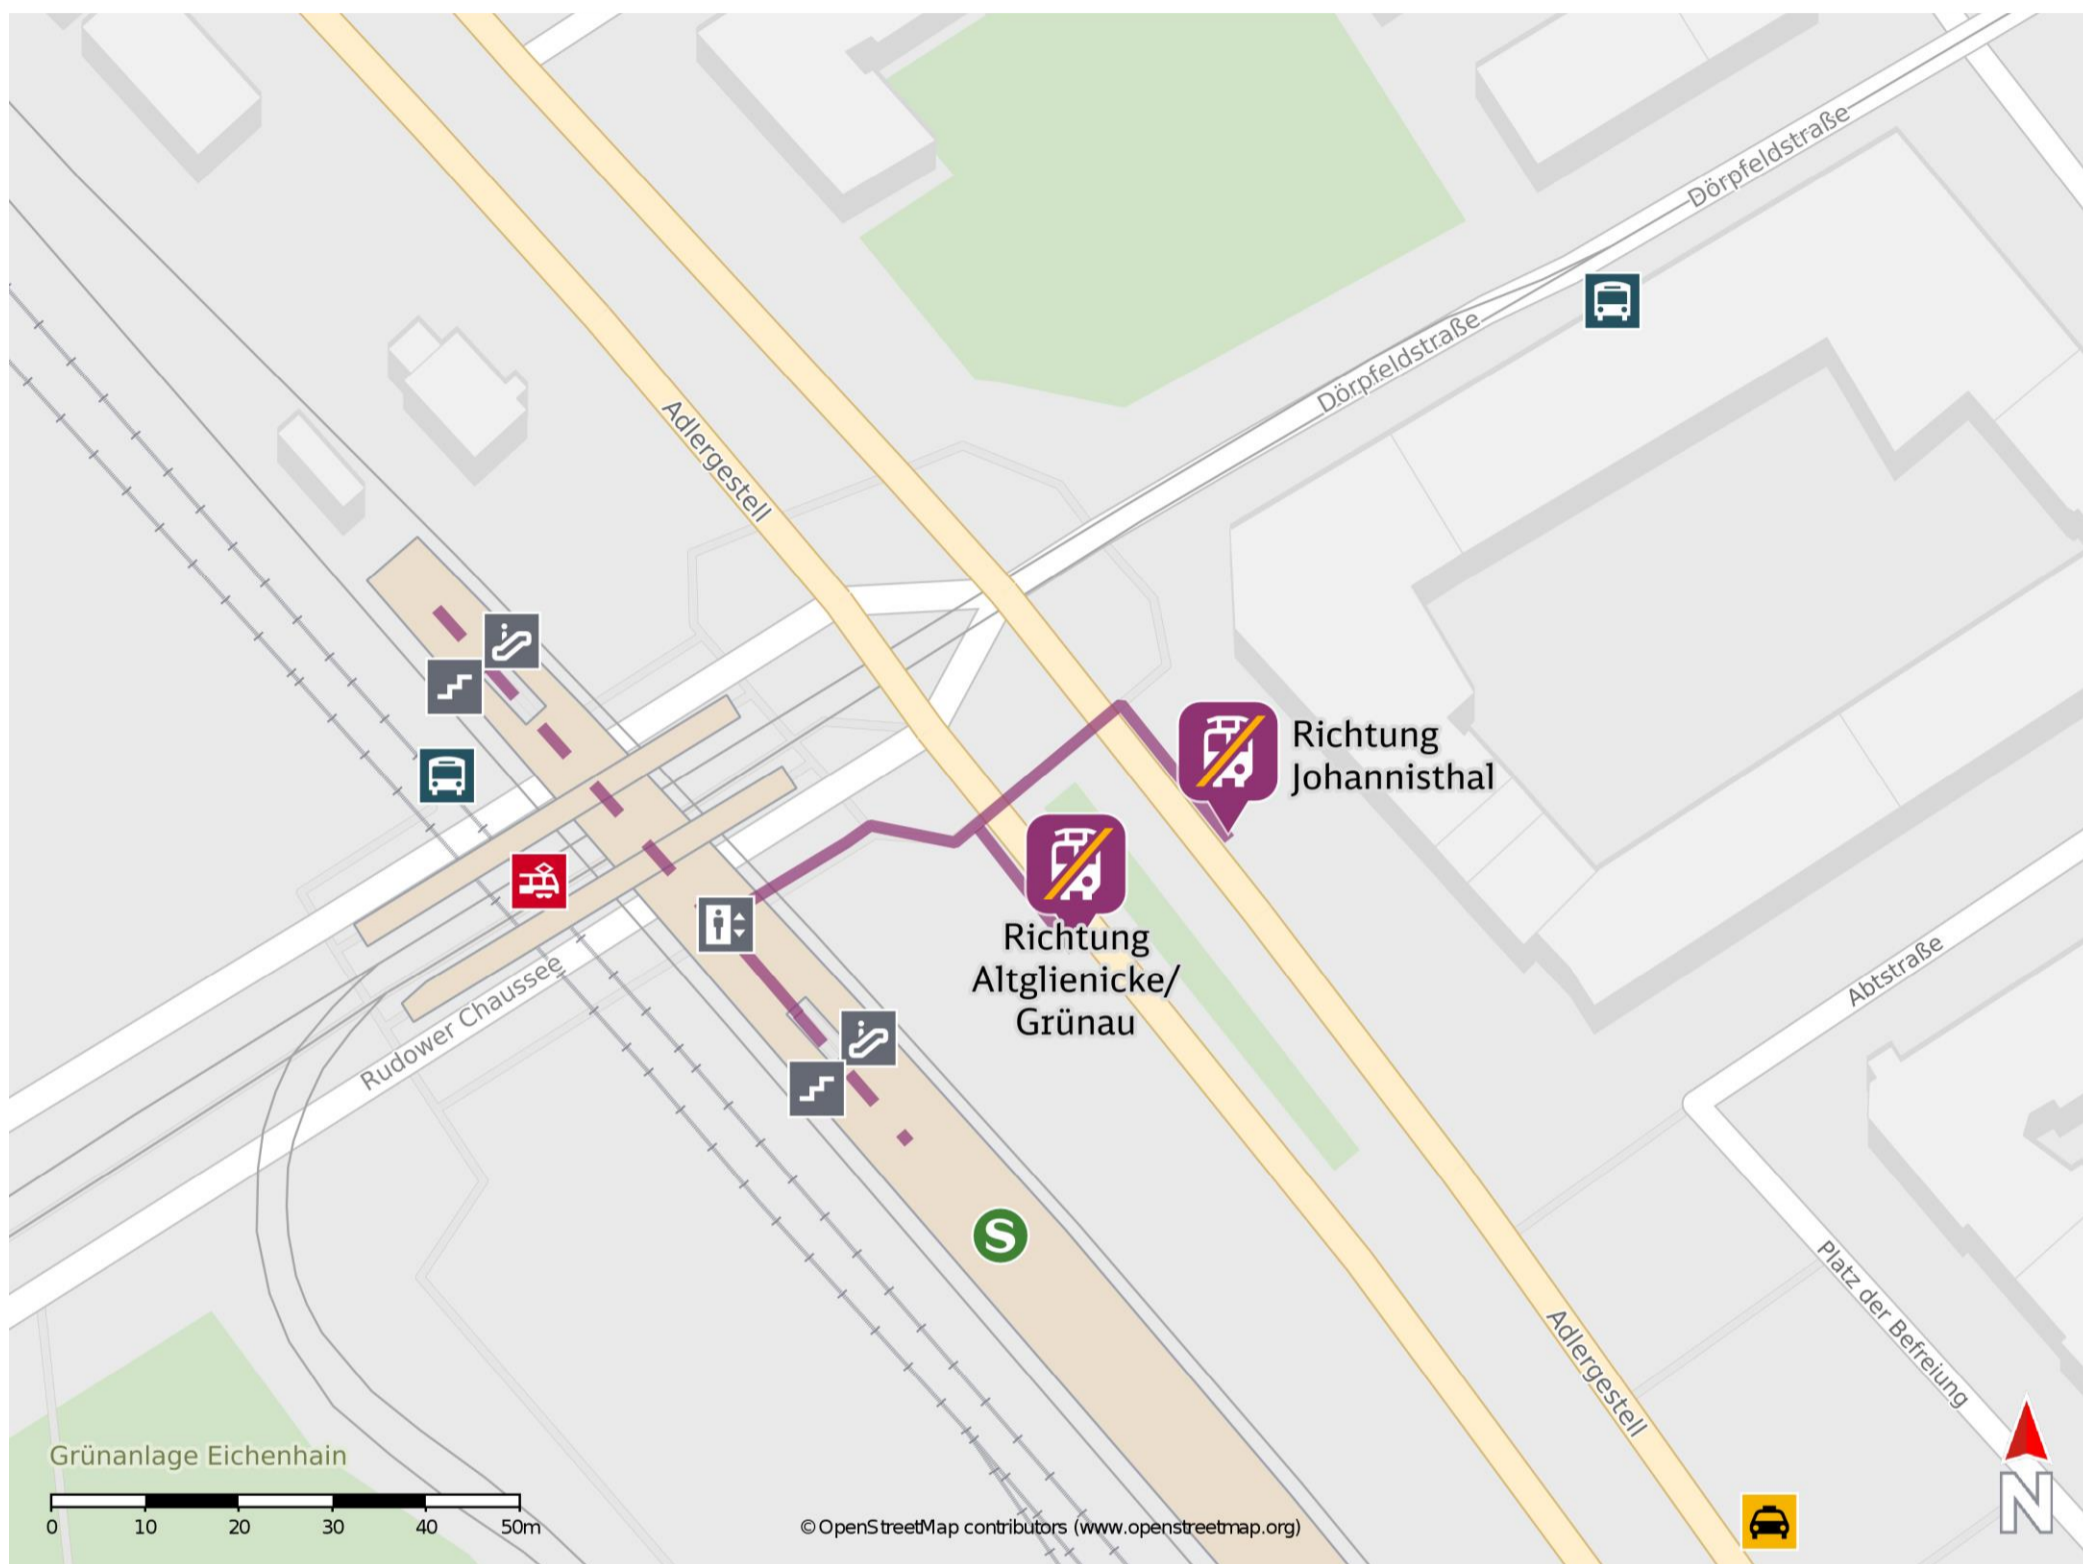 Dörpfeldstraße
Dörpfeldstraße
Adlergestell
Richtung
Johannisthal
Richtung
Altglienicke/
Grünau
Rudower Chaussee
Abtstraße
S
Platz der Befreiung
Adlergestell
Grünanlage Eichenhain
0 10 20 30 40 50m
© OpenStreetMap contributors (www.openstreetmap.org)
N